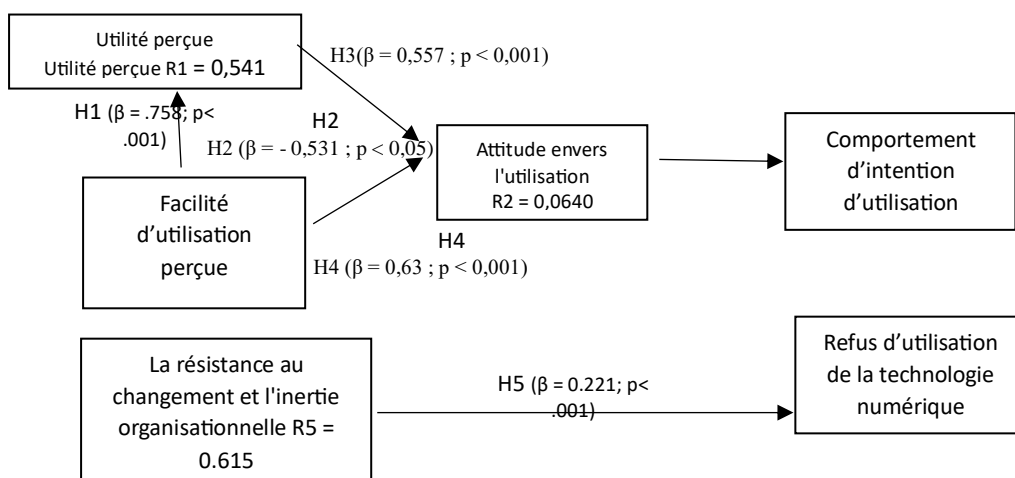 Utilité perçue
Utilité perçue R1 = 0,541
H3(β = 0,557 ; p < 0,001)
H1 (β = .758; p<
.001)
H2
H2 (β = - 0,531 ; p < 0,05)
Attitude envers
l'utilisation
R2 = 0,0640
Comportement
d’intention
d’utilisation
Facilité
d’utilisation
perçue
H4
H4 (β = 0,63 ; p < 0,001)
La résistance au
changement et l'inertie
organisationnelle R5 =
0.615
H5 (β = 0.221; p<
.001)
Refus d’utilisation
de la technologie
numérique